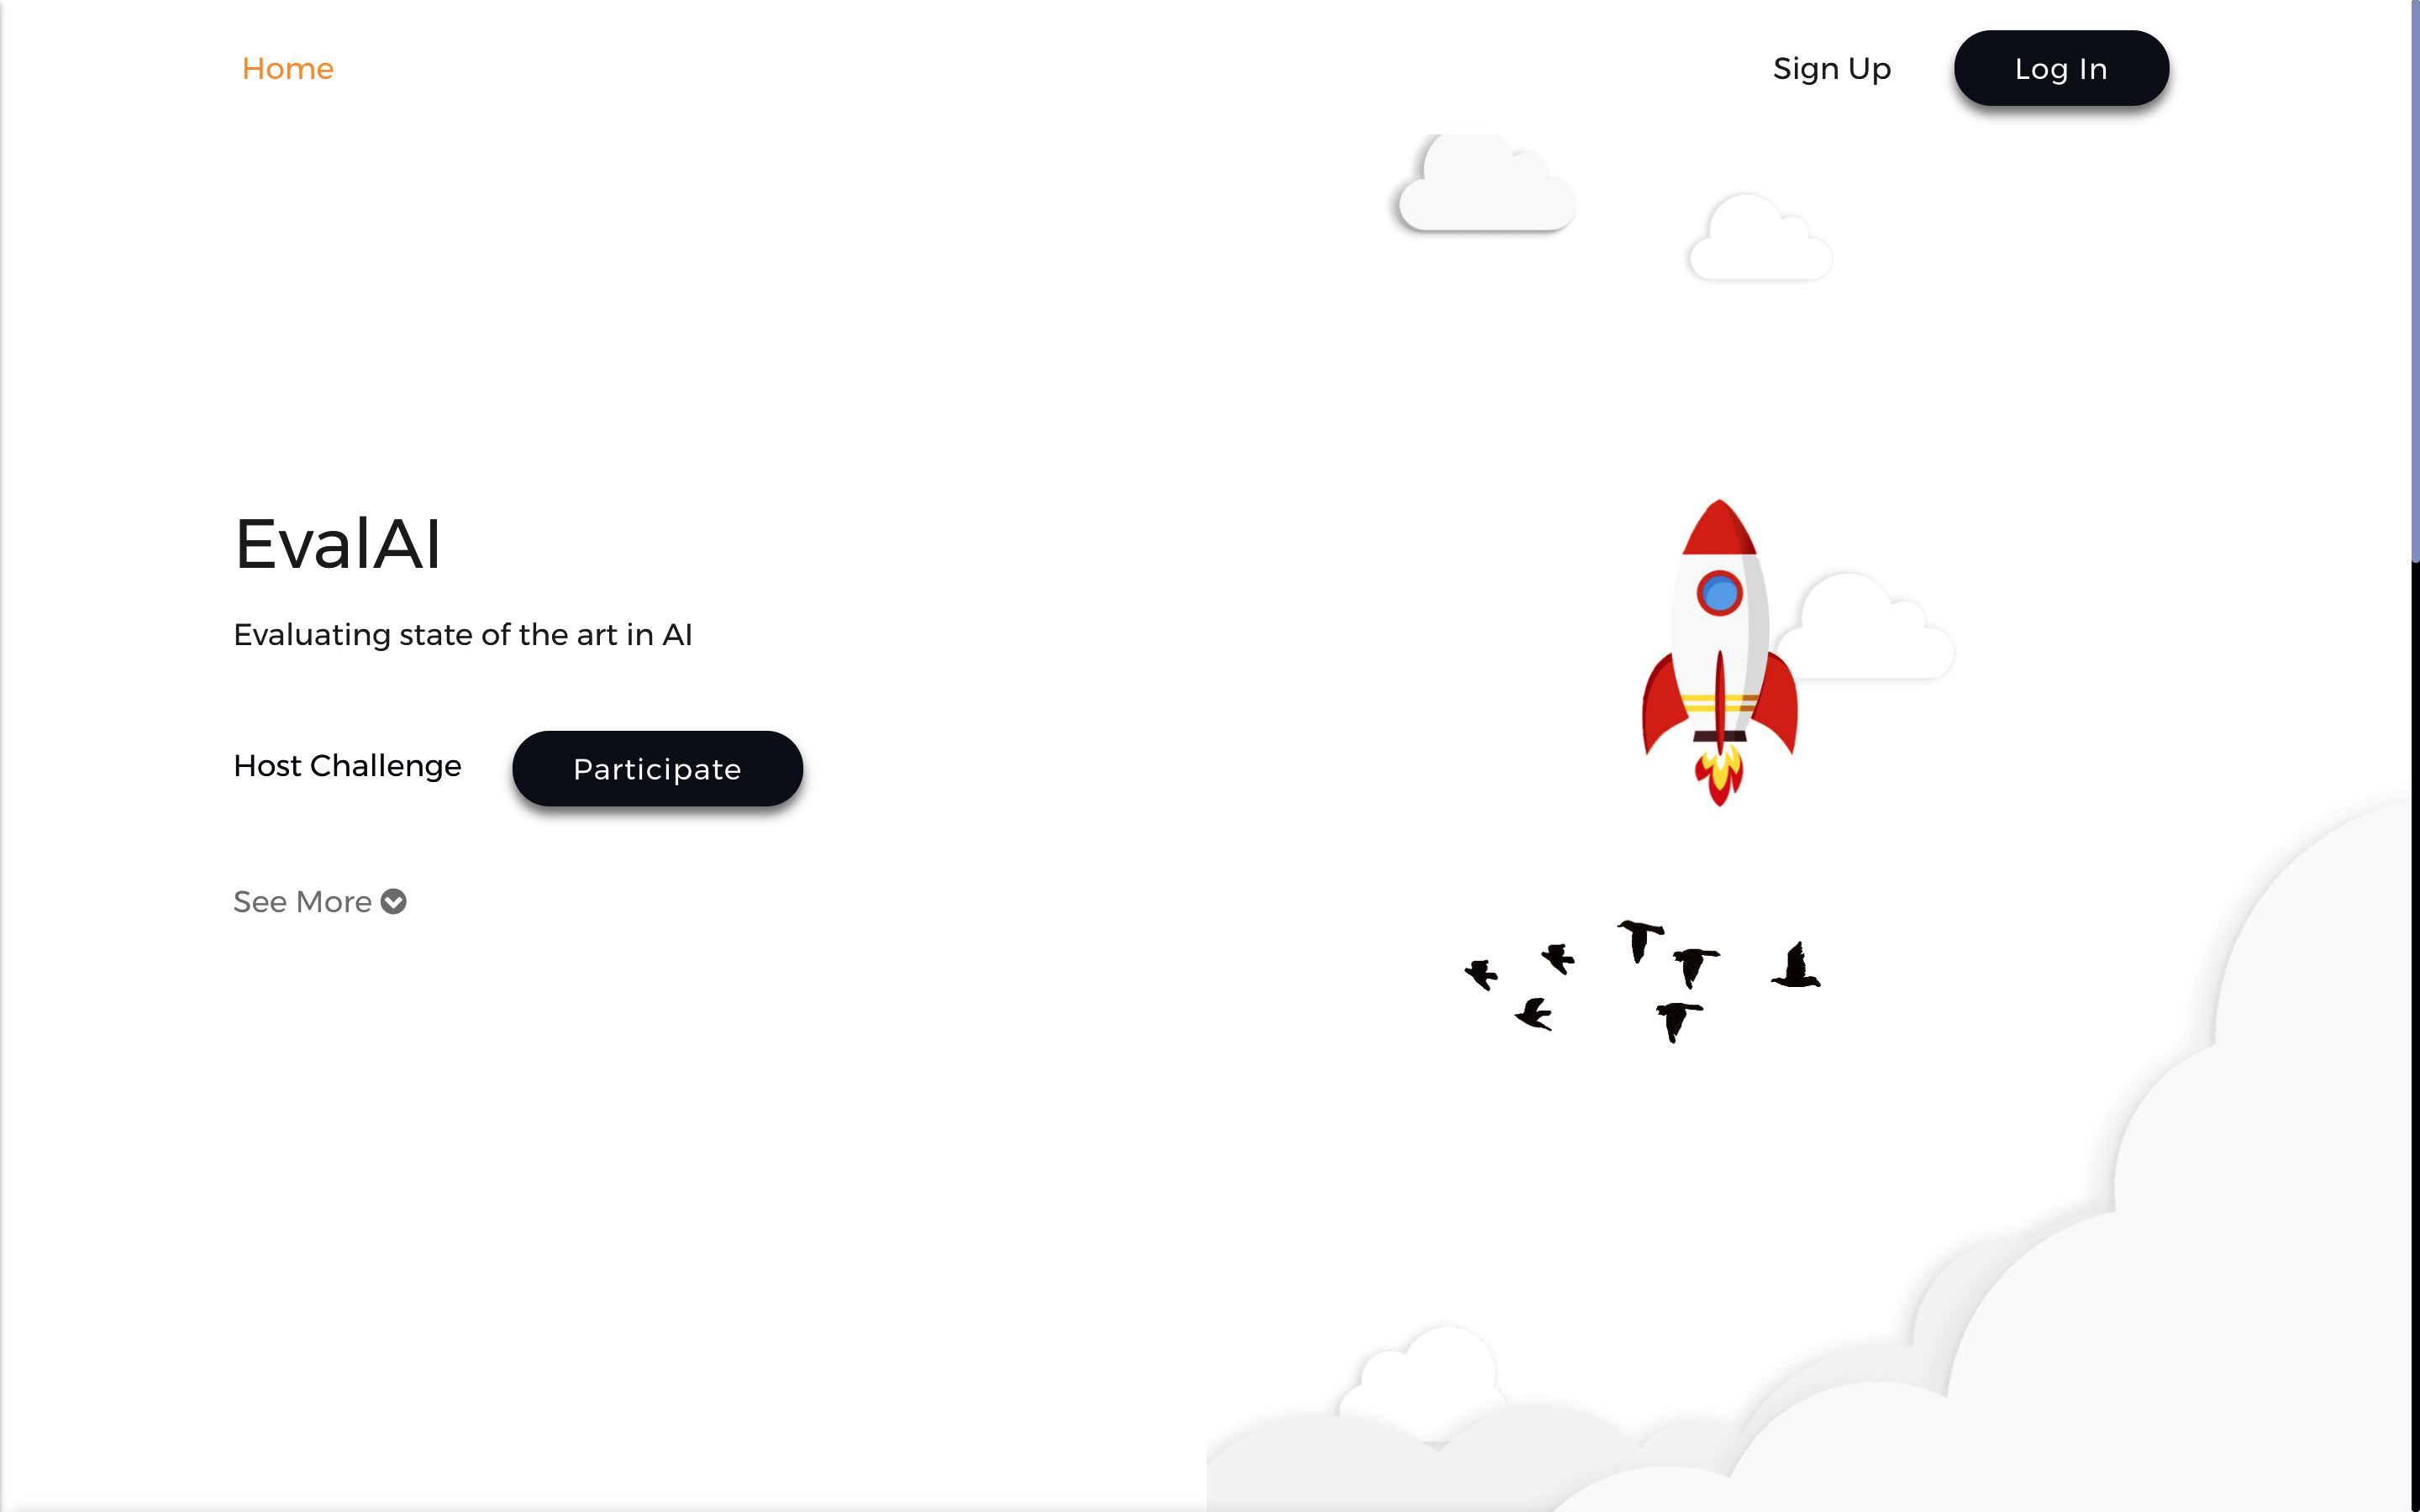 Home
Sign Up
Log In
EvalAI
Evaluating state of the art in AI
Host Challenge
Participate
See More